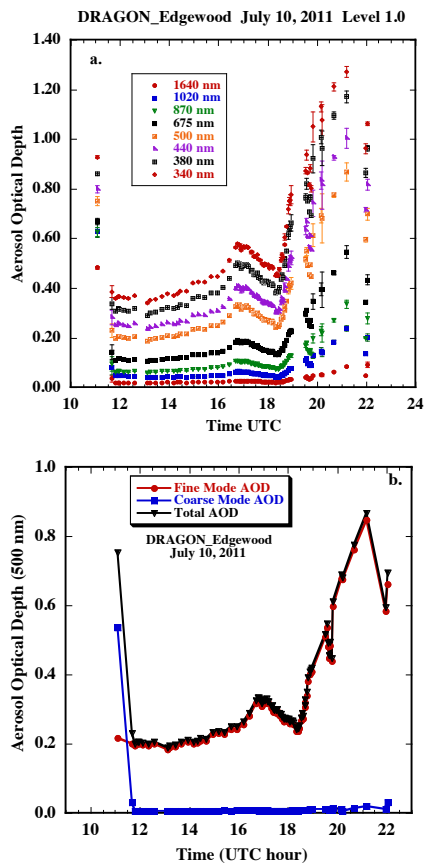 DRAGON_Edgewood July 10, 2011 Level 1.0
a.
1640 nm
1020 nm
870 nm
675 nm
500 nm
440 nm
380 nm
340 nm
Aerosol Optical Depth
1.40
1.20
1.00
0.80
0.60
0.40
0.20
0.00
10 12 14 16 18 20 22 24
Time UTC
b.
Fine Mode AOD
Coarse Mode AOD
Total AOD
DRAGON_Edgewood
July 10, 2011
Aerosol Optical Depth (500 nm)
1.0
0.8
0.6
0.4
0.2
0.0
10 12 14 16 18 20 22 24
Time (UTC hour)